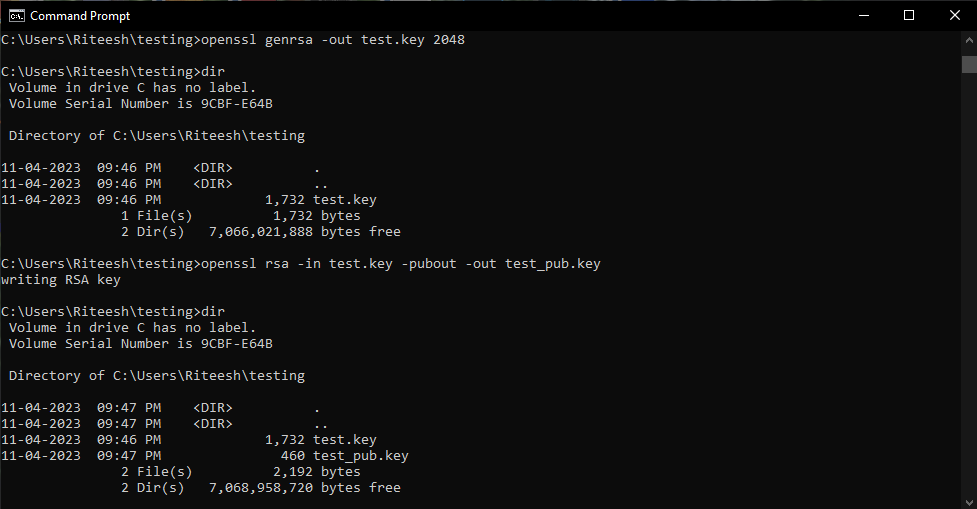 Command Prompt
C:\Users\Riteesh\testing>openssl genrsa -out test.key 2048
C:\Users\Riteesh\testing>dir
 Volume in drive C has no label.
 Volume Serial Number is 9CBF-E64B
 Directory of C:\Users\Riteesh\testing
11-04-2023  09:46 PM    <DIR>          .
11-04-2023  09:46 PM    <DIR>          ..
11-04-2023  09:46 PM             1,732 test.key
               1 File(s)          1,732 bytes
               2 Dir(s)   7,066,021,888 bytes free
C:\Users\Riteesh\testing>openssl rsa -in test.key -pubout -out test_pub.key
writing RSA key
C:\Users\Riteesh\testing>dir
 Volume in drive C has no label.
 Volume Serial Number is 9CBF-E64B
 Directory of C:\Users\Riteesh\testing
11-04-2023  09:47 PM    <DIR>          .
11-04-2023  09:47 PM    <DIR>          ..
11-04-2023  09:46 PM             1,732 test.key
11-04-2023  09:47 PM               460 test_pub.key
               2 File(s)          2,192 bytes
               2 Dir(s)   7,068,958,720 bytes free